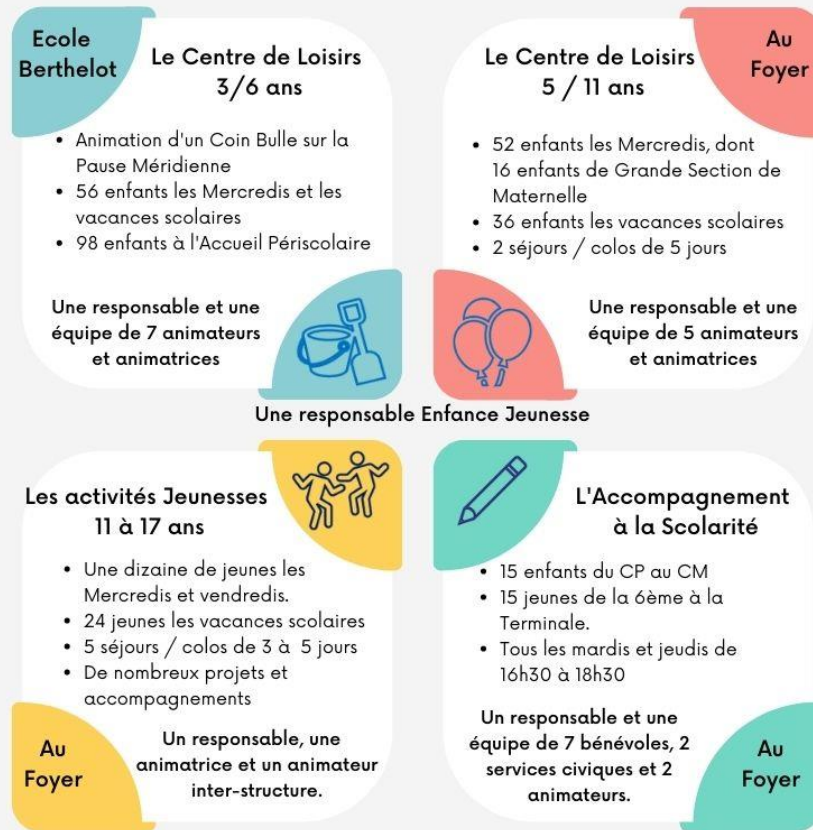 Ecole
Berthelot
Le Centre de Loisirs
3/6 ans
• Animation d'un Coin Bulle sur la
Pause Méridienne
• 56 enfants les Mercredis et les
vacances scolaires
• 98 enfants à l'Accueil Périscolaire
Une responsable et une
équipe de 7 animateurs
et animatrices
Au
Foyer
Le Centre de Loisirs
5 / 11 ans
• 52 enfants les Mercredis, dont
16 enfants de Grande Section de
Maternelle
• 36 enfants les vacances scolaires
• 2 séjours / colos de 5 jours
Une responsable et une
équipe de 5 animateurs
et animatrices
Une responsable Enfance Jeunesse
Les activités Jeunesses
11 à 17 ans
• Une dizaine de jeunes les
Mercredis et vendredis.
• 24 jeunes les vacances scolaires
• 5 séjours / colos de 3 à 5 jours
• De nombreux projets et
accompagnements
Au
Foyer
Un responsable, une
animatrice et un animateur
inter-structure.
L'Accompagnement
à la Scolarité
• 15 enfants du CP au CM
• 15 jeunes de la 6ème à la
Terminale.
• Tous les mardis et jeudis de
16h30 à 18h30
Un responsable et une
équipe de 7 bénévoles, 2
services civiques et 2
animateurs.
Au
Foyer